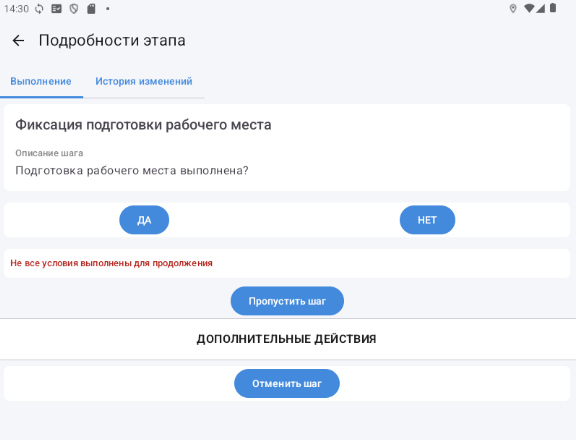 14:30
Подробности этапа
Выполнение История изменений
Фиксация подготовки рабочего места
Описание шага
Подготовка рабочего места выполнена?
ДА НЕТ
Не все условия выполнены для продолжения
Пропустить шаг
ДОПОЛНИТЕЛЬНЫЕ ДЕЙСТВИЯ
Отменить шаг